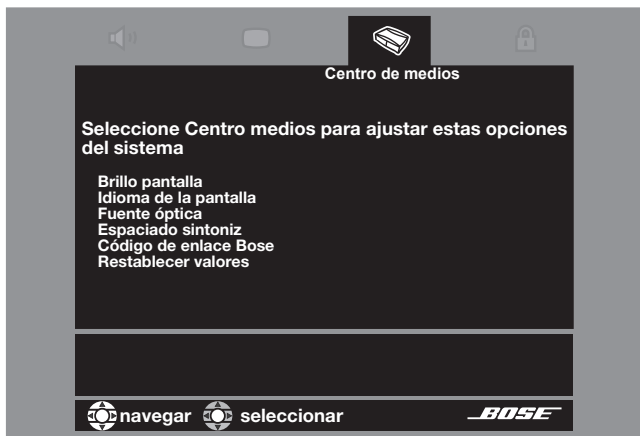 Centro de medios
Seleccione Centro medios para ajustar estas opciones
del sistema
Brillo pantalla
Idioma de la pantalla
Fuente óptica
Espaciado sintoniz
Código de enlace Bose
Restablecer valores
navegar seleccionar BOSE